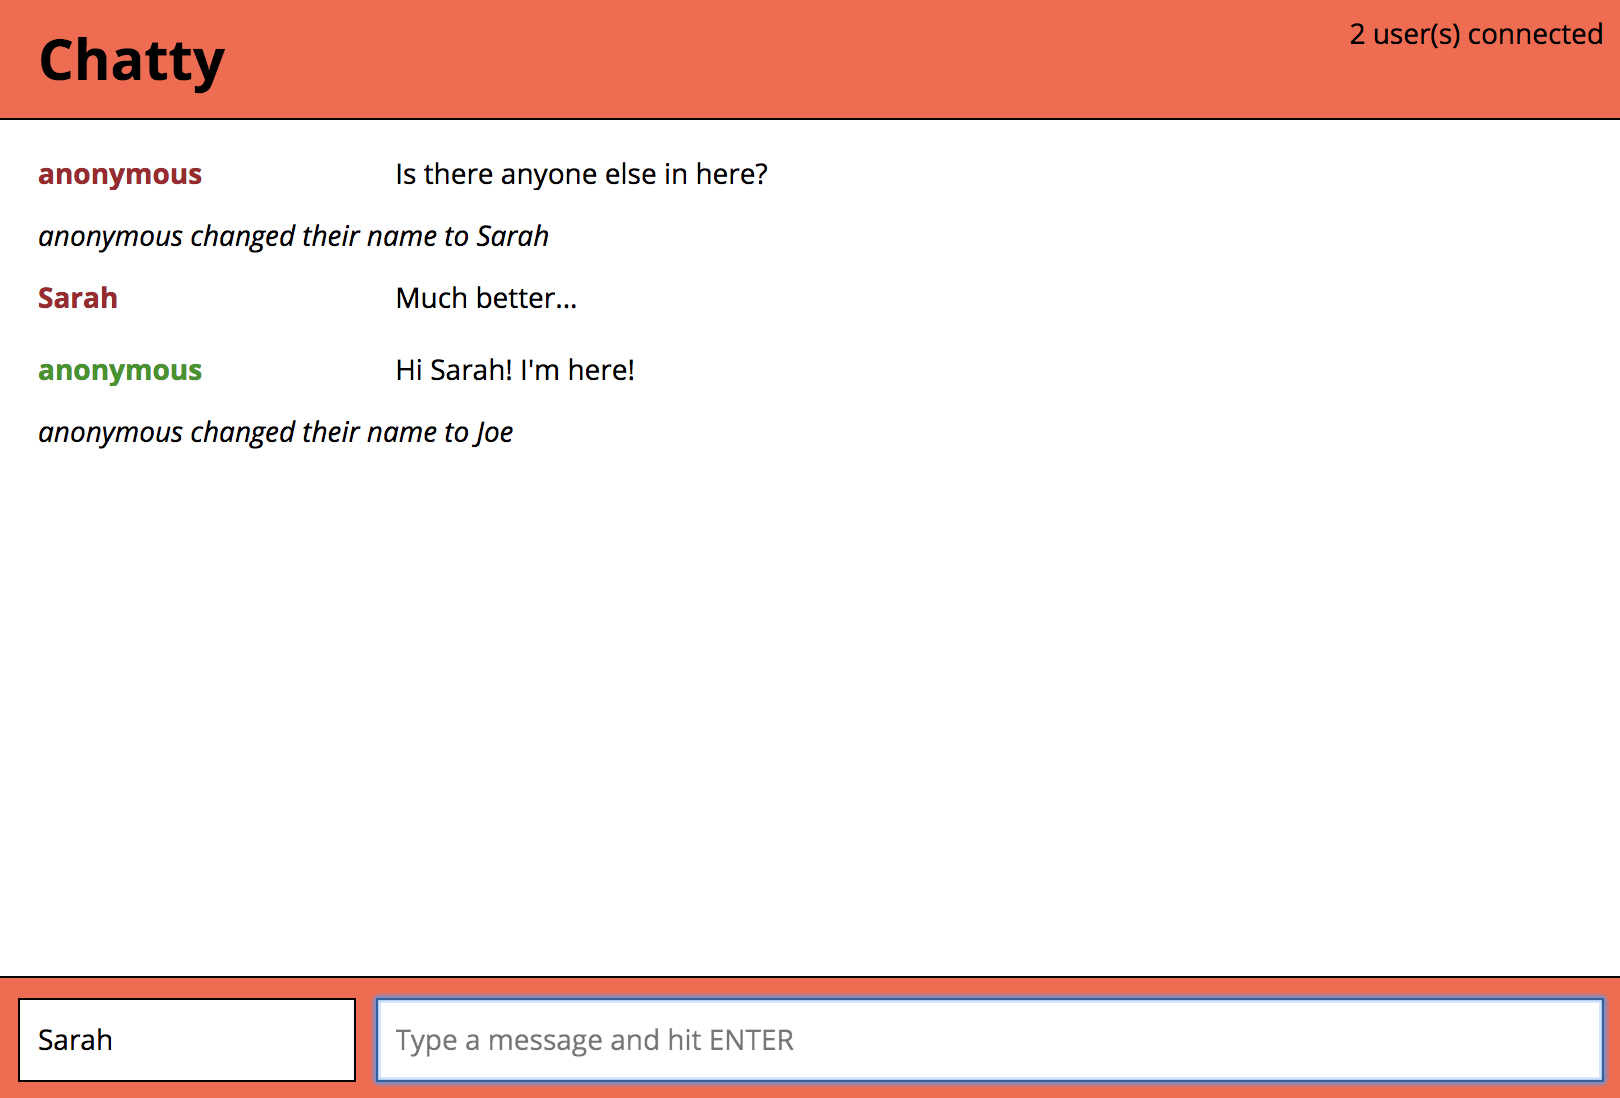 Chatty
2 user(s) connected
anonymous Is there anyone else in here?
anonymous changed their name to Sarah
Sarah Much better...
anonymous Hi Sarah! I'm here!
anonymous changed their name to Joe
Sarah Type a message and hit ENTER